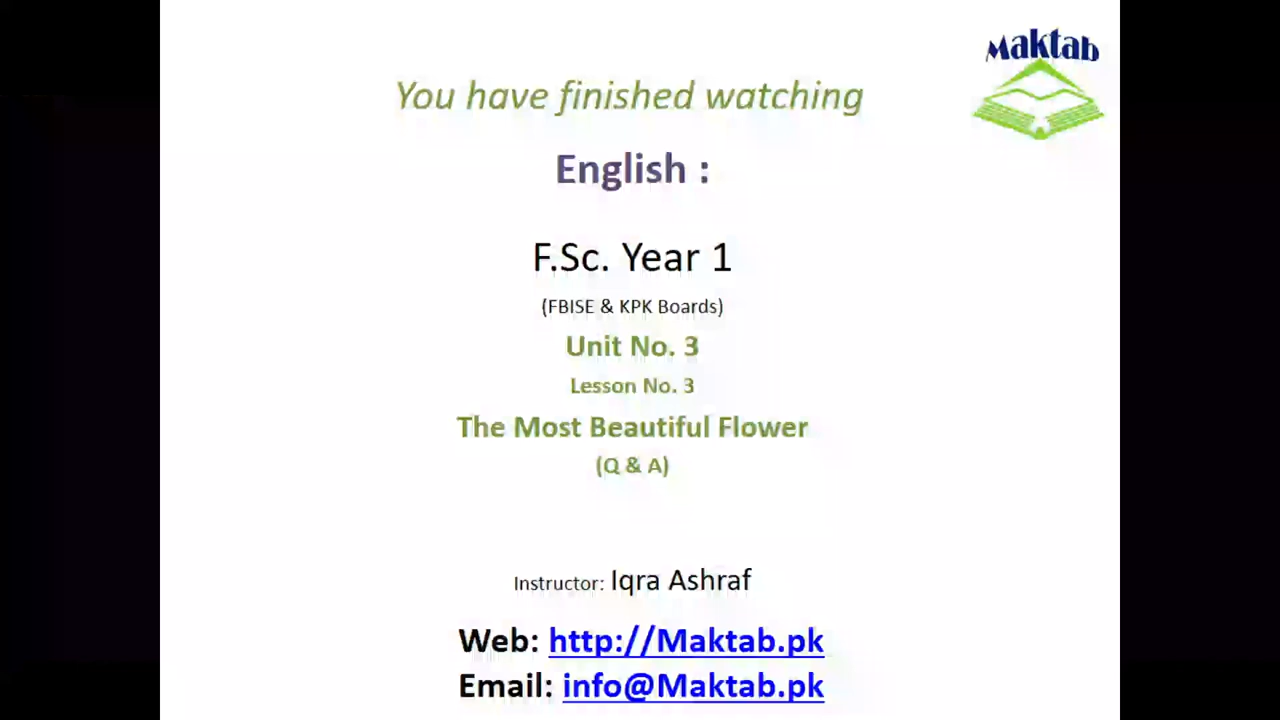 Maktab
You have finished watching
English :
F.Sc. Year 1
(FBISE & KPK Boards)
Unit No. 3
Lesson No. 3
The Most Beautiful Flower
(Q & A)
Instructor: Iqra Ashraf
Web: http://Maktab.pk
Email: info@Maktab.pk